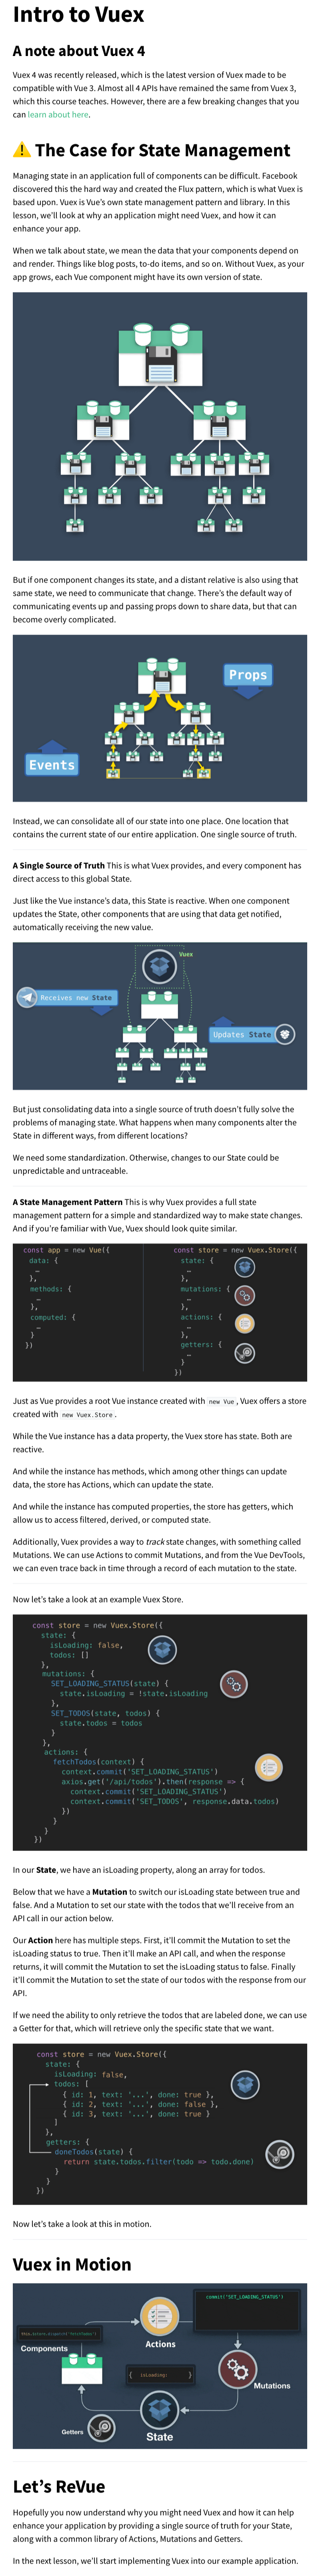 Intro to Vuex
A note about Vuex 4
Vuex 4 was recently released, which is the latest version of Vuex made to be
compatible with Vue 3. Almost all 4 APIs have remained the same from Vuex 3,
which this course teaches. However, there are a few breaking changes that you
can learn about here.
The Case for State Management
Managing state in an application full of components can be difficult. Facebook
discovered this the hard way and created the Flux pattern, which is what Vuex is
based upon. Vuex is Vue’s own state management pattern and library. In this
lesson, we’ll look at why an application might need Vuex, and how it can
enhance your app.
When we talk about state, we mean the data that your components depend on
and render. Things like blog posts, to-do items, and so on. Without Vuex, as your
app grows, each Vue component might have its own version of state.
But if one component changes its state, and a distant relative is also using that
same state, we need to communicate that change. There’s the default way of
communicating events up and passing props down to share data, but that can
become overly complicated.
Props
Events
Instead, we can consolidate all of our state into one place. One location that
contains the current state of our entire application. One single source of truth.
A Single Source of Truth This is what Vuex provides, and every component has
direct access to this global State.
Just like the Vue instance’s data, this State is reactive. When one component
updates the State, other components that are using that data get notified,
automatically receiving the new value.
Vuex
Receives new State
Updates State
But just consolidating data into a single source of truth doesn’t fully solve the
problems of managing state. What happens when many components alter the
State in different ways, from different locations?
We need some standardization. Otherwise, changes to our State could be
unpredictable and untraceable.
A State Management Pattern This is why Vuex provides a full state
management pattern for a simple and standardized way to make state changes.
And if you’re familiar with Vue, Vuex should look quite similar.
const app = new Vue({
data: {
…
},
methods: {
…
},
computed: {
…
}
})
const store = new Vuex.Store({
state: {
…
},
mutations: {
…
},
actions: {
…
},
getters: {
…
}
})
Just as Vue provides a root Vue instance created with new Vue , Vuex offers a store
created with new Vuex.Store .
While the Vue instance has a data property, the Vuex store has state. Both are
reactive.
And while the instance has methods, which among other things can update
data, the store has Actions, which can update the state.
And while the instance has computed properties, the store has getters, which
allow us to access filtered, derived, or computed state.
Additionally, Vuex provides a way to track state changes, with something called
Mutations. We can use Actions to commit Mutations, and from the Vue DevTools,
we can even trace back in time through a record of each mutation to the state.
Now let’s take a look at an example Vuex Store.
const store = new Vuex.Store({
state: {
isLoading: false,
todos: []
},
mutations: {
SET_LOADING_STATUS(state) {
state.isLoading = !state.isLoading
},
SET_TODOS(state, todos) {
state.todos = todos
}
},
actions: {
fetchTodos(context) {
context.commit('SET_LOADING_STATUS')
axios.get('/api/todos').then(response => {
context.commit('SET_LOADING_STATUS')
context.commit('SET_TODOS', response.data.todos)
})
}
}
})
In our State, we have an isLoading property, along an array for todos.
Below that we have a Mutation to switch our isLoading state between true and
false. And a Mutation to set our state with the todos that we’ll receive from an
API call in our action below.
Our Action here has multiple steps. First, it’ll commit the Mutation to set the
isLoading status to true. Then it’ll make an API call, and when the response
returns, it will commit the Mutation to set the isLoading status to false. Finally
it’ll commit the Mutation to set the state of our todos with the response from our
API.
If we need the ability to only retrieve the todos that are labeled done, we can use
a Getter for that, which will retrieve only the specific state that we want.
const store = new Vuex.Store({
state: {
isLoading: false,
todos: [
{ id: 1, text: '...', done: true },
{ id: 2, text: '...', done: false },
{ id: 3, text: '...', done: true }
]
},
getters: {
doneTodos(state) {
return state.todos.filter(todo => todo.done)
}
}
})
Now let’s take a look at this in motion.
Vuex in Motion
commit('SET_LOADING_STATUS')
this.$store.dispatch('fetchTodos')
Components
Actions
{ isLoading: }
Mutations
Getters
State
Let’s ReVue
Hopefully you now understand why you might need Vuex and how it can help
enhance your application by providing a single source of truth for your State,
along with a common library of Actions, Mutations and Getters.
In the next lesson, we’ll start implementing Vuex into our example application.